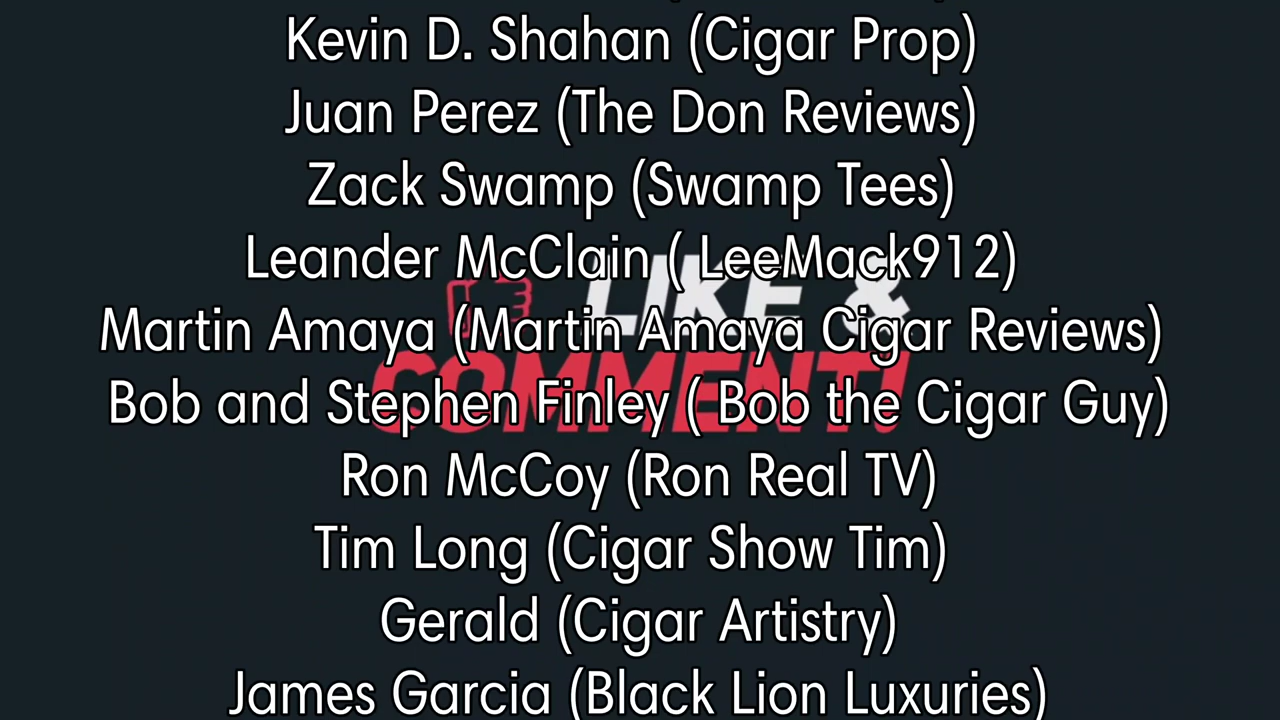 Kevin D. Shahan (Cigar Prop)
Juan Perez (The Don Reviews)
Zack Swamp (Swamp Tees)
Leander McClain ( LeeMack912)
LIKE &
Martin Amaya (Martin Amaya Cigar Reviews)
COMMENT!
Bob and Stephen Finley ( Bob the Cigar Guy)
Ron McCoy (Ron Real TV)
Tim Long (Cigar Show Tim)
Gerald (Cigar Artistry)
James Garcia (Black Lion Luxuries)